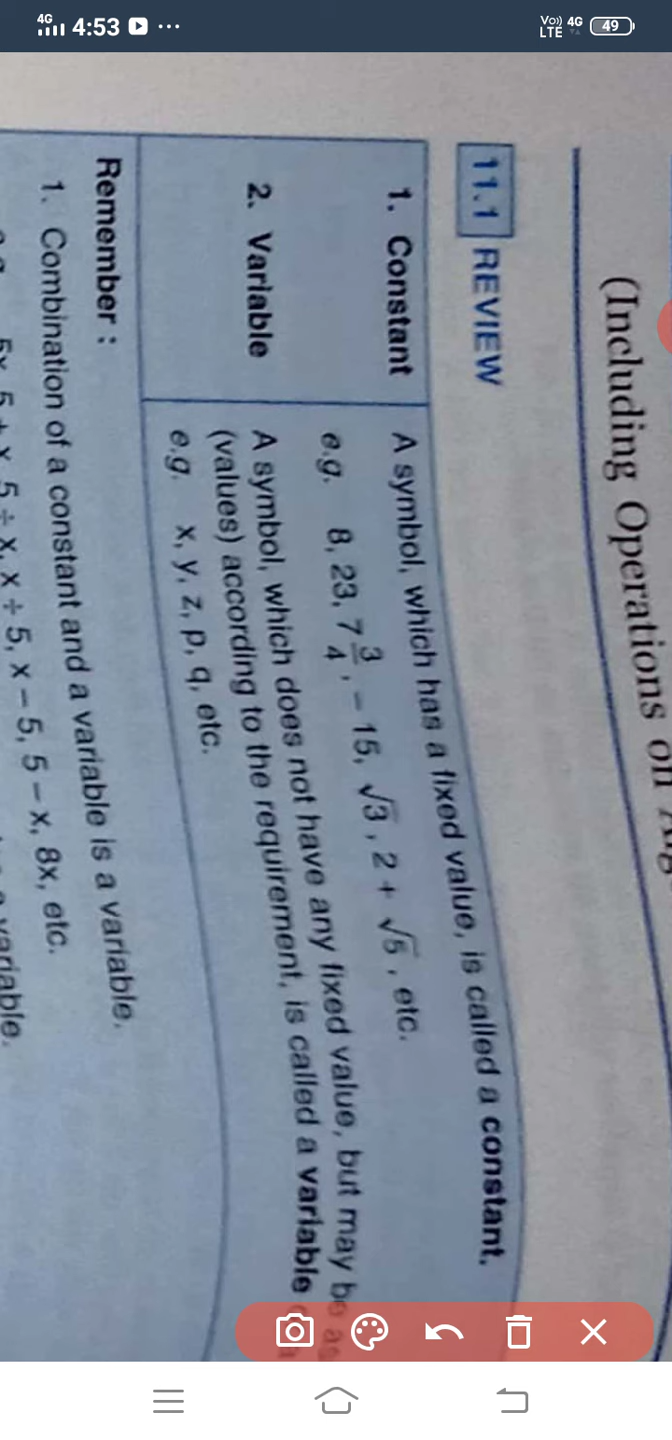 4G 4:53 ...
Vo)) LTE 4G 49
(Including Operations on
11.1 REVIEW
1. Constant A symbol, which has a fixed value, is called a constant.
e.g. 8, 23, 7 3/4, – 15, √3, 2 + √5, etc.
2. Variable A symbol, which does not have any fixed value, but may be
(values) according to the requirement, is called a variable
e.g. x, y, z, p, q, etc.
Remember :
1. Combination of a constant and a variable is a variable.
x, 5 ÷ x, x ÷ 5, x – 5, 5 – x, 8x, etc.
variable.